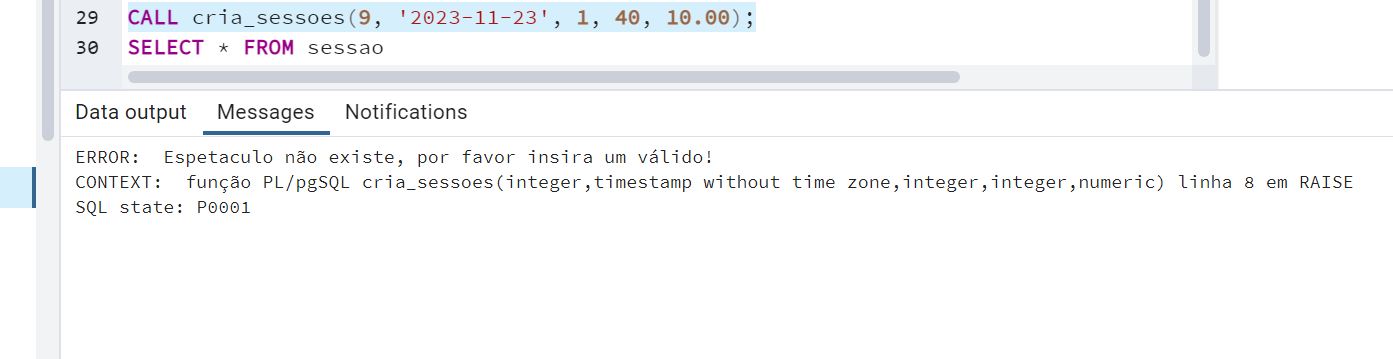 29 CALL cria_sessoes(9, '2023-11-23', 1, 40, 10.00);
30 SELECT * FROM sessao
Data output Messages Notifications
ERROR:  Espetaculo não existe, por favor insira um válido!
CONTEXT:  função PL/pgSQL cria_sessoes(integer,timestamp without time zone,integer,integer,numeric) linha 8 em RAISE
SQL state: P0001